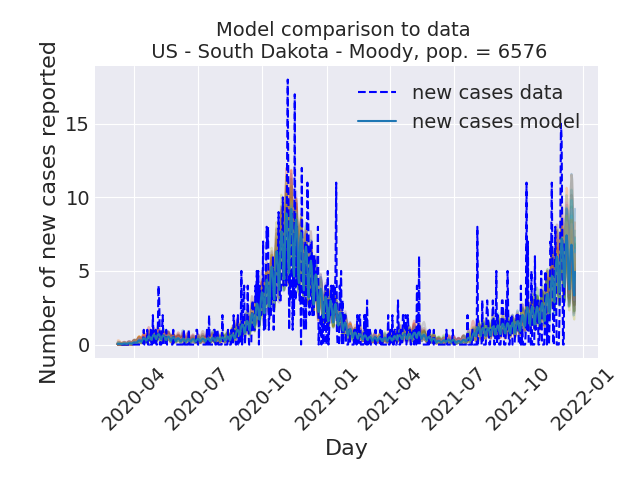 Model comparison to data
US - South Dakota - Moody, pop. = 6576
new cases data
new cases model
Number of new cases reported
15
10
5
0
2020-04
2020-07
2020-10
2021-01
2021-04
2021-07
2021-10
2022-01
Day